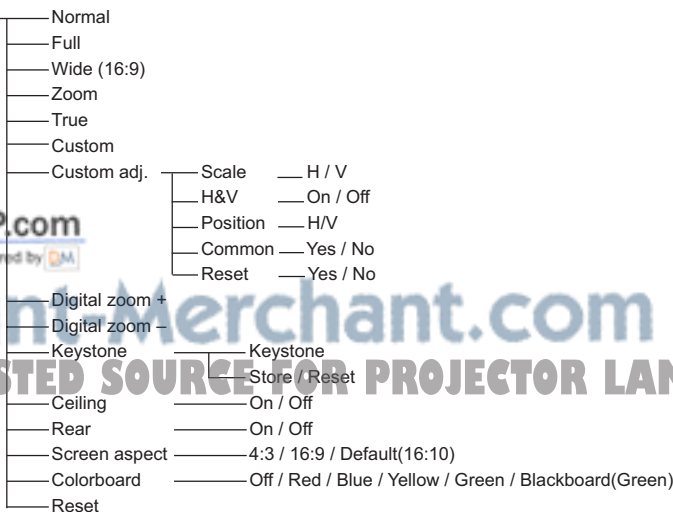 Normal
Full
Wide (16:9)
Zoom
True
Custom
Custom adj. Scale H / V
H&V On / Off
Position H/V
.com Common Yes / No
red by DM
Reset Yes / No
Digital zoom +
nt-Merchant.com
Digital zoom –
Keystone Keystone
STED SOURCE FOR PROJECTOR LAN
Store / Reset
Ceiling On / Off
Rear On / Off
Screen aspect 4:3 / 16:9 / Default(16:10)
Colorboard Off / Red / Blue / Yellow / Green / Blackboard(Green)
Reset